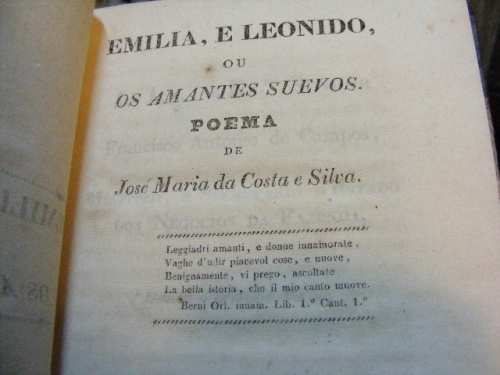 EMILIA, E LEONIDO,
OU
OS AMANTES SUEVOS.
POEMA
DE
José Maria da Costa e Silva.
Leggiadri amanti, e donne innamorate,
Vaghe d'udir piacevol cose, e nuove,
Benignamente, vi prego, ascoltate
La bella istoria, che il mio canto muove.
Berni Orl. innam. Lib. 1.º Cant. 1.º